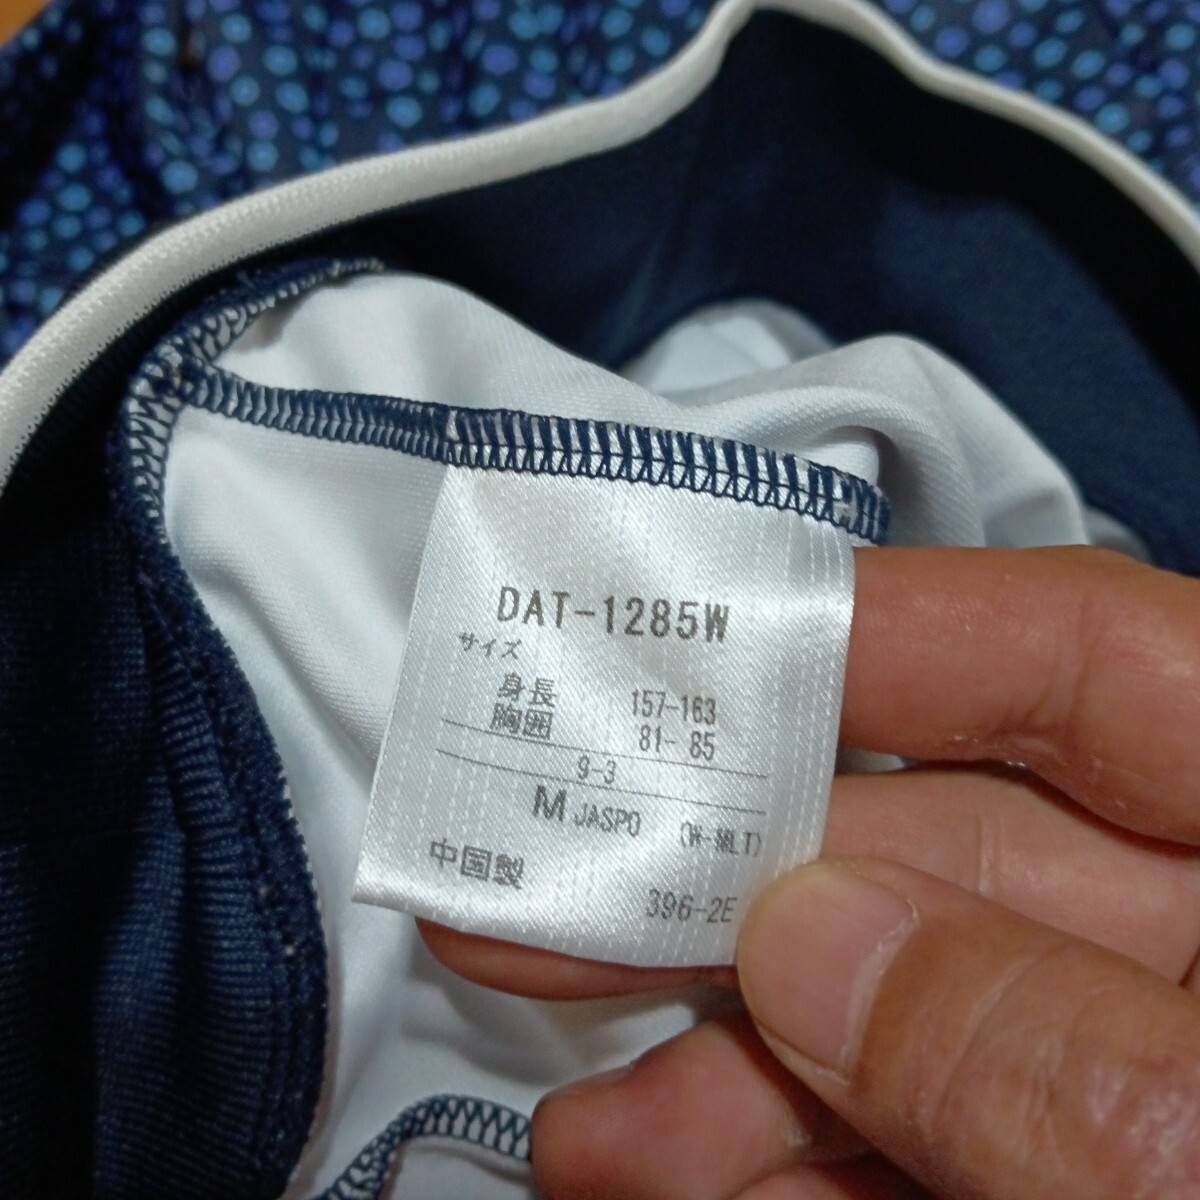 DAT-1285W
サイズ
身長 157-163
胸囲 81- 85
9-3
M JASPO (W-MLT)
中国製
396-2E